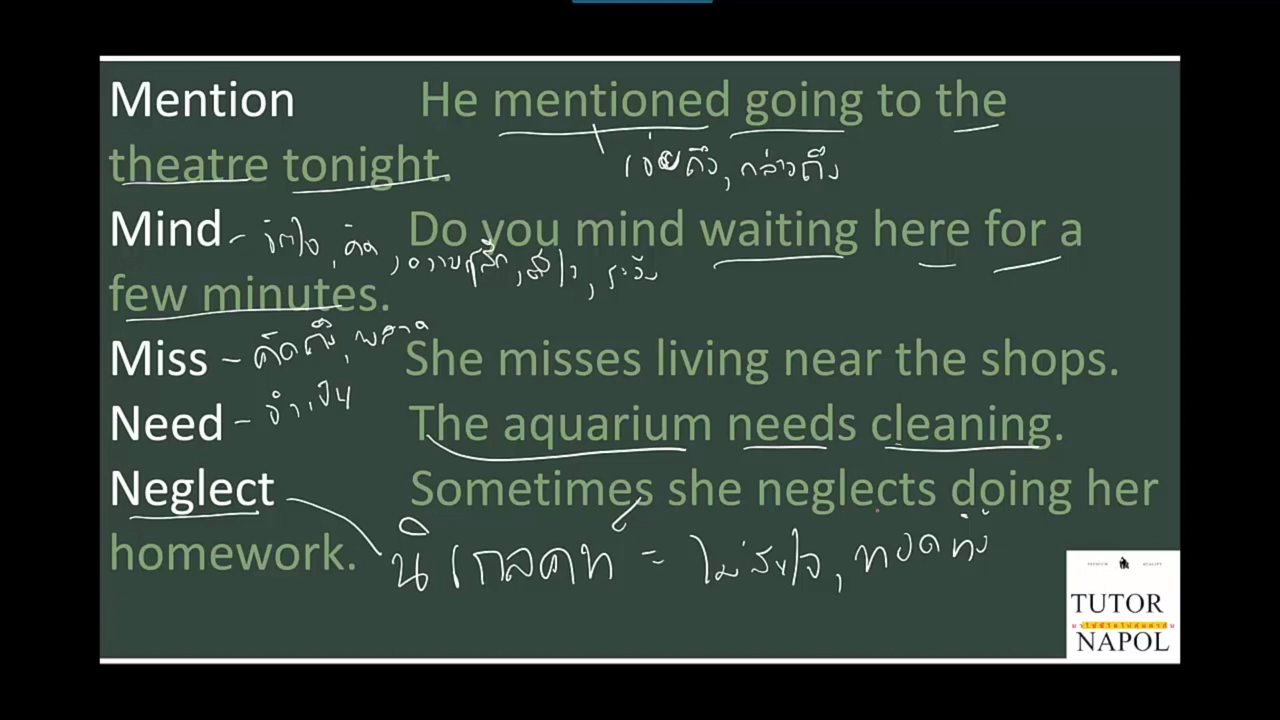 Mention He mentioned going to the
theatre tonight.
เอ่ยถึง, กล่าวถึง
Mind - จิตใจ, คิด, ความรู้สึก, สนใจ, ระวัง Do you mind waiting here for a
few minutes.
Miss - คิดถึง, พลาด She misses living near the shops.
Need - จำเป็น The aquarium needs cleaning.
Neglect Sometimes she neglects doing her
homework. นิเกลคท์ = ไม่สนใจ, ทอดทิ้ง
TUTOR
NAPOL